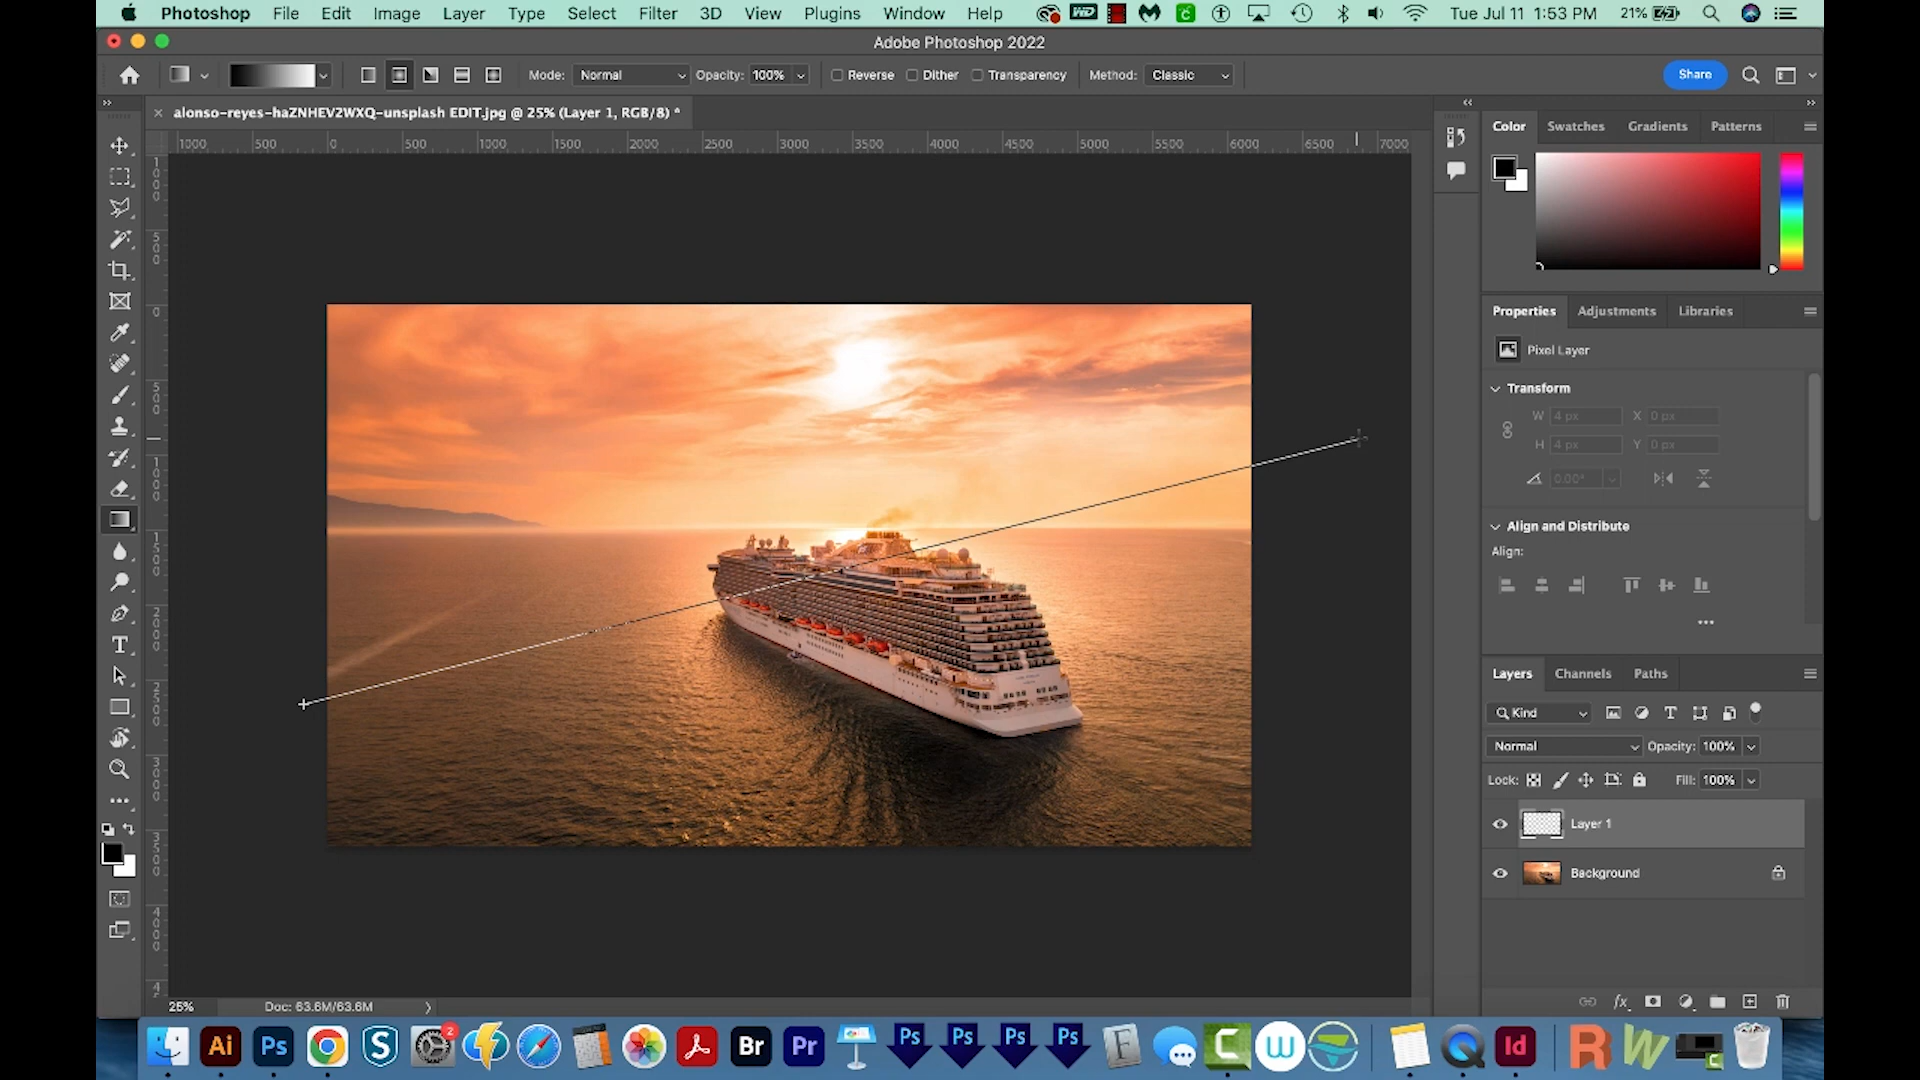 Photoshop File Edit Image Layer Type Select Filter 3D View Plugins Window Help Tue Jul 11 1:53 PM 21%
Adobe Photoshop 2022
Mode: Normal Opacity: 100% Reverse Dither Transparency Method: Classic Share
× alonso-reyes-haZNHEV2WXQ-unsplash EDIT.jpg @ 25% (Layer 1, RGB/8) *
1000 500 0 500 1000 1500 2000 2500 3000 3500 4000 4500 5000 5500 6000 6500 7000
Color Swatches Gradients Patterns
Properties Adjustments Libraries
Pixel Layer
Transform
W 4 px X 0 px
H 4 px Y 0 px
0.00°
Align and Distribute
Align:
Layers Channels Paths
Kind
Normal Opacity: 100%
Lock: Fill: 100%
Layer 1
Background
fx
25% Doc: 63.6M/63.6M
Ai Ps S 2 Br Pr Ps Ps Ps Ps F C W Id R W